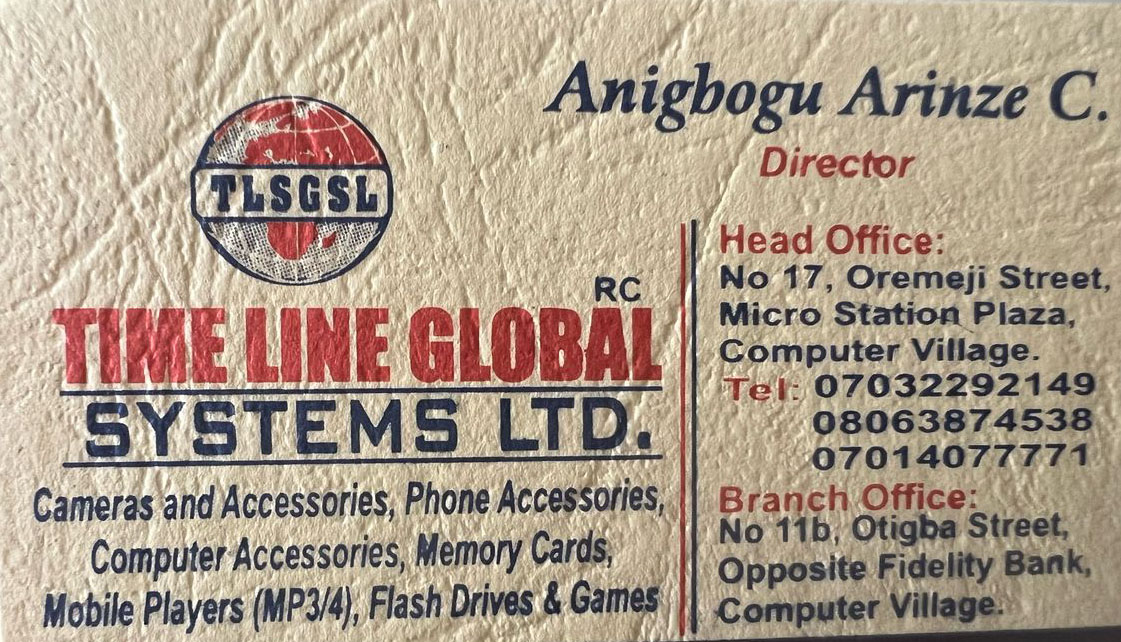 Anigbogu Arinze C.
Director
TLSGSL
RC
TIME LINE GLOBAL
SYSTEMS LTD.
Cameras and Accessories, Phone Accessories,
Computer Accessories, Memory Cards,
Mobile Players (MP3/4), Flash Drives & Games
Head Office:
No 17, Oremeji Street,
Micro Station Plaza,
Computer Village.
Tel: 07032292149
08063874538
07014077771
Branch Office:
No 11b, Otigba Street,
Opposite Fidelity Bank,
Computer Village.